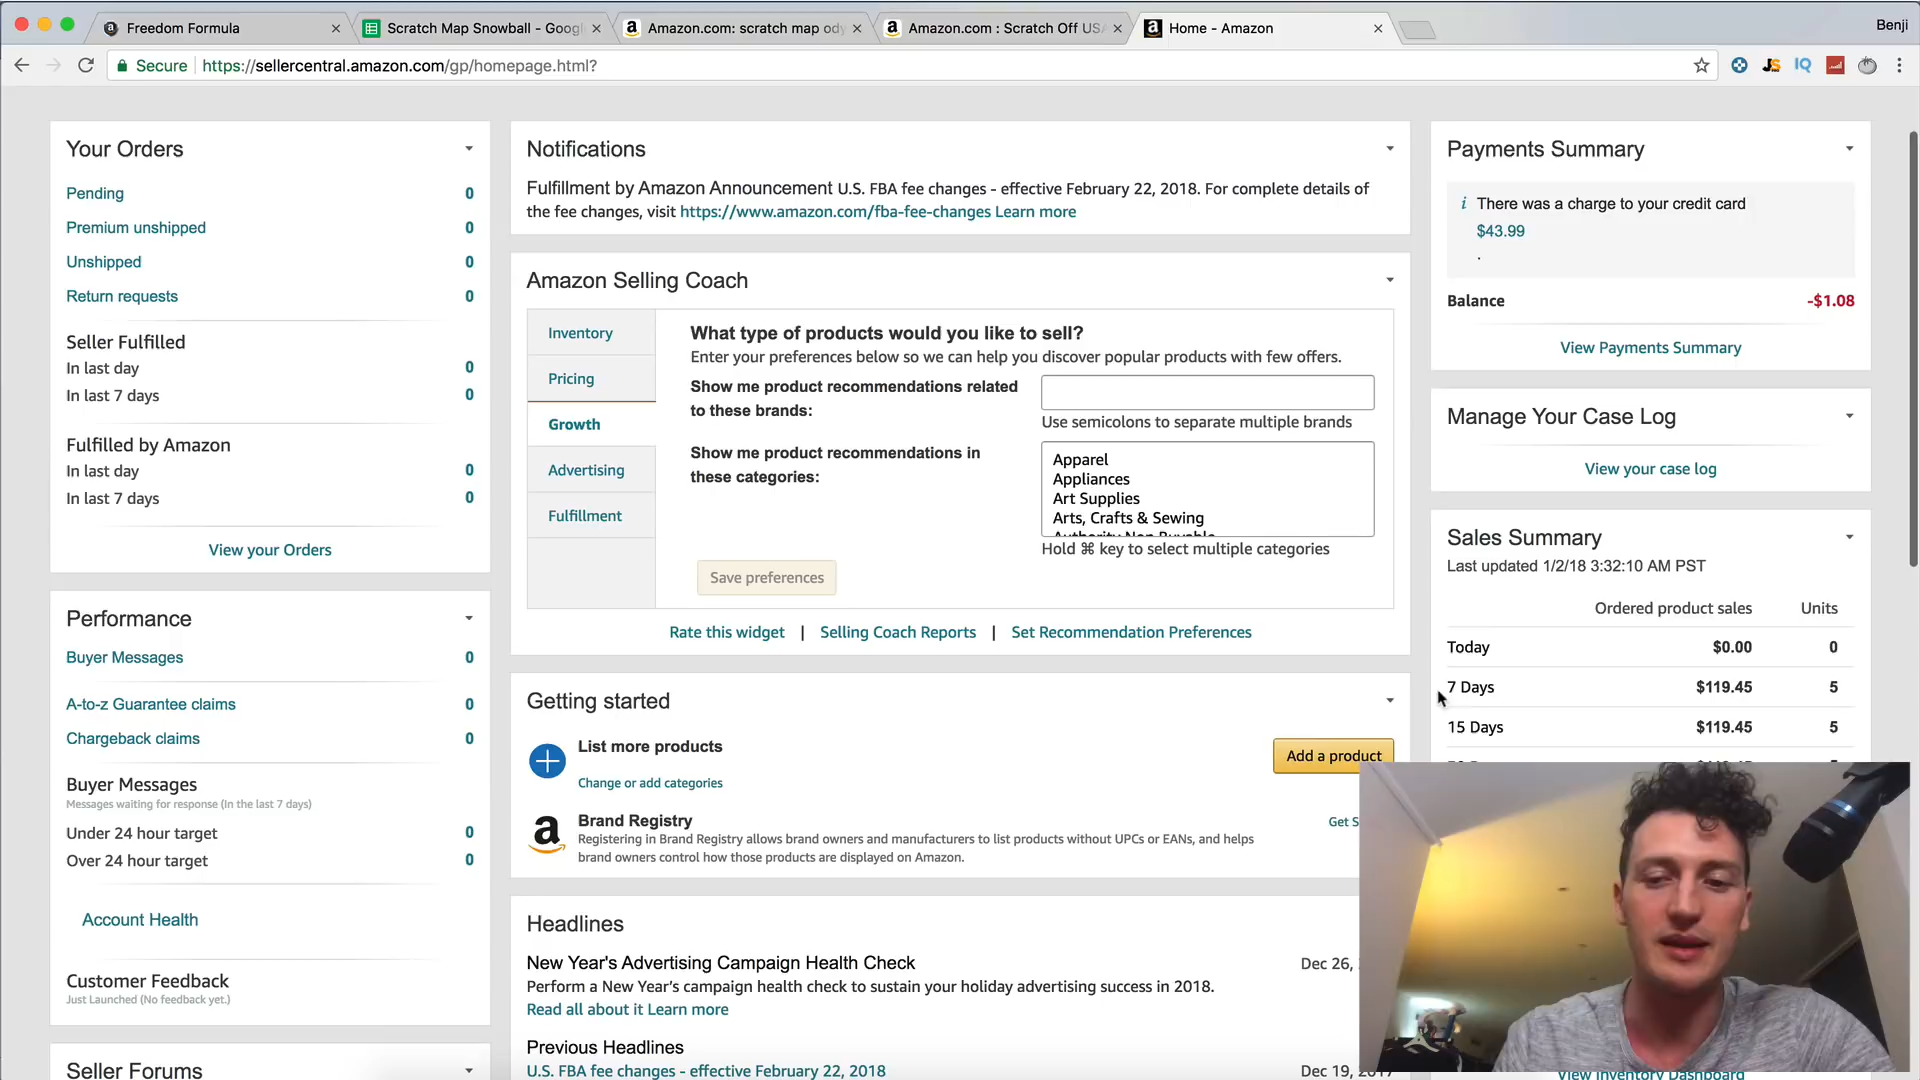 Freedom Formula
Scratch Map Snowball - Googl
Amazon.com: scratch map ody
Amazon.com : Scratch Off USA
Home - Amazon
Benji
Secure
https://sellercentral.amazon.com/gp/homepage.html?
Your Orders
Pending 0
Premium unshipped 0
Unshipped 0
Return requests 0
Seller Fulfilled
In last day 0
In last 7 days 0
Fulfilled by Amazon
In last day 0
In last 7 days 0
View your Orders
Performance
Buyer Messages 0
A-to-z Guarantee claims 0
Chargeback claims 0
Buyer Messages
Messages waiting for response (In the last 7 days)
Under 24 hour target 0
Over 24 hour target 0
Account Health
Customer Feedback
Just Launched (No feedback yet.)
Seller Forums
Notifications
Fulfillment by Amazon Announcement U.S. FBA fee changes - effective February 22, 2018. For complete details of
the fee changes, visit https://www.amazon.com/fba-fee-changes Learn more
Amazon Selling Coach
Inventory
Pricing
Growth
Advertising
Fulfillment
What type of products would you like to sell?
Enter your preferences below so we can help you discover popular products with few offers.
Show me product recommendations related
to these brands:
Use semicolons to separate multiple brands
Show me product recommendations in
these categories:
Apparel
Appliances
Art Supplies
Arts, Crafts & Sewing
Hold ⌘ key to select multiple categories
Save preferences
Rate this widget | Selling Coach Reports | Set Recommendation Preferences
Getting started
List more products
Change or add categories
Add a product
Brand Registry
Get S
Registering in Brand Registry allows brand owners and manufacturers to list products without UPCs or EANs, and helps
brand owners control how those products are displayed on Amazon.
Headlines
New Year's Advertising Campaign Health Check Dec 26,
Perform a New Year's campaign health check to sustain your holiday advertising success in 2018.
Read all about it Learn more
Previous Headlines
U.S. FBA fee changes - effective February 22, 2018 Dec 19, 2017
Payments Summary
i There was a charge to your credit card
$43.99
.
Balance -$1.08
View Payments Summary
Manage Your Case Log
View your case log
Sales Summary
Last updated 1/2/18 3:32:10 AM PST
Ordered product sales Units
Today $0.00 0
7 Days $119.45 5
15 Days $119.45 5
View Inventory Dashboard